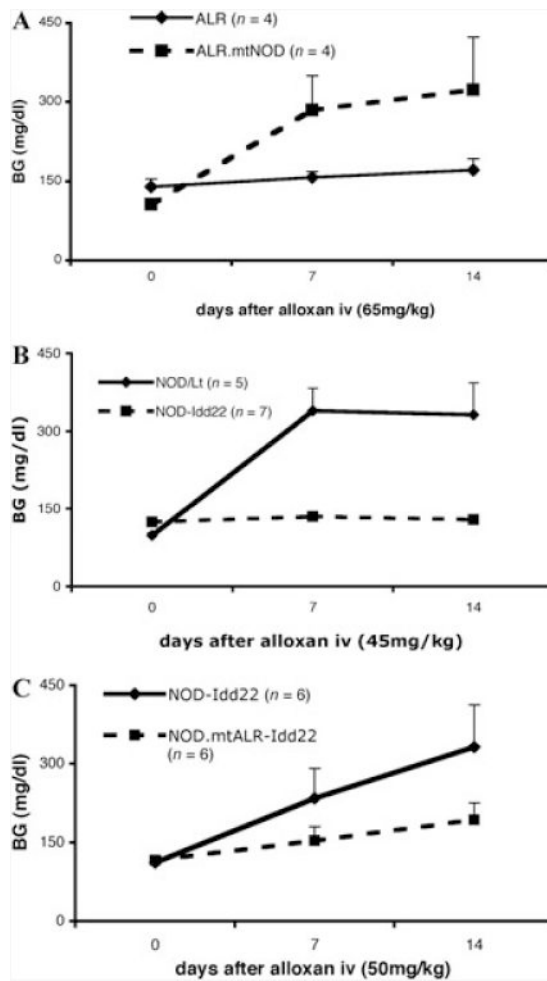 A
ALR (n = 4)
ALR.mtNOD (n = 4)
BG (mg/dl)
450
300
150
0
0 7 14
days after alloxan iv (65mg/kg)
B
NOD/Lt (n = 5)
NOD-Idd22 (n = 7)
BG (mg/dl)
450
300
150
0
0 7 14
days after alloxan iv (45mg/kg)
C
NOD-Idd22 (n = 6)
NOD.mtALR-Idd22
(n = 6)
BG (mg/dl)
450
300
150
0
0 7 14
days after alloxan iv (50mg/kg)